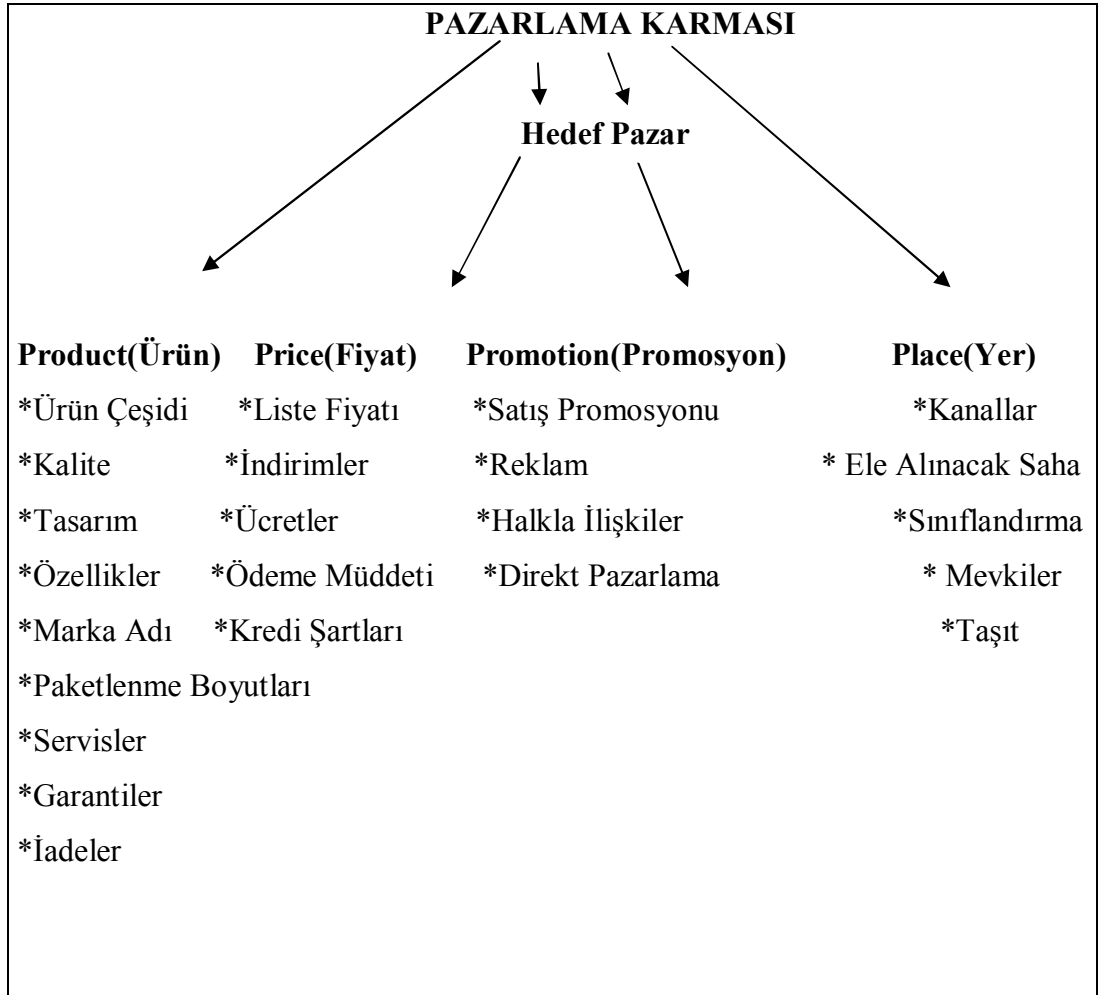 PAZARLAMA KARMASI
Hedef Pazar
Product(Ürün) Price(Fiyat) Promotion(Promosyon) Place(Yer)
*Ürün Çeşidi *Liste Fiyatı *Satış Promosyonu *Kanallar
*Kalite *İndirimler *Reklam * Ele Alınacak Saha
*Tasarım *Ücretler *Halkla İlişkiler *Sınıflandırma
*Özellikler *Ödeme Müddeti *Direkt Pazarlama * Mevkiler
*Marka Adı *Kredi Şartları *Taşıt
*Paketlenme Boyutları
*Servisler
*Garantiler
*İadeler